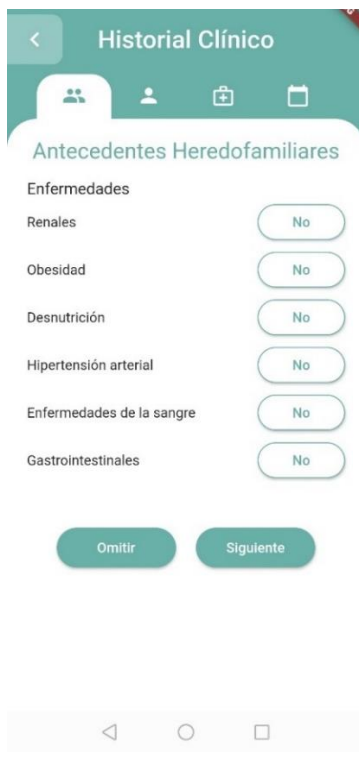 Historial Clínico
Antecedentes Heredofamiliares
Enfermedades
Renales No
Obesidad No
Desnutrición No
Hipertensión arterial No
Enfermedades de la sangre No
Gastrointestinales No
Omitir Siguiente